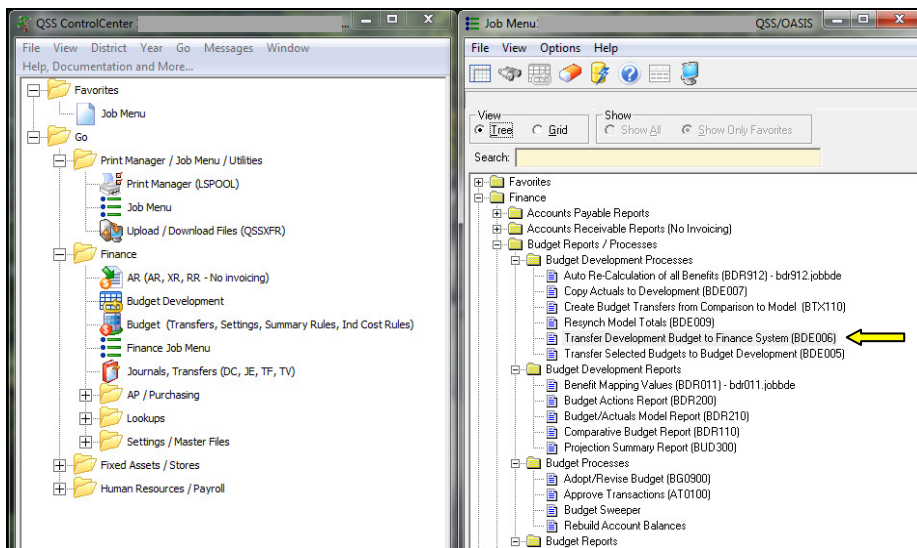 QSS ControlCenter
...
File View District Year Go Messages Window
Help, Documentation and More...
Favorites
Job Menu
Go
Print Manager / Job Menu / Utilities
Print Manager (LSPOOL)
Job Menu
Upload / Download Files (QSSXFR)
Finance
AR (AR, XR, RR - No invoicing)
Budget Development
Budget (Transfers, Settings, Summary Rules, Ind Cost Rules)
Finance Job Menu
Journals, Transfers (DC, JE, TF, TV)
AP / Purchasing
Lookups
Settings / Master Files
Fixed Assets / Stores
Human Resources / Payroll
Job Menu:
QSS/OASIS
File View Options Help
View
Tree Grid
Show
Show All Show Only Favorites
Search:
Favorites
Finance
Accounts Payable Reports
Accounts Receivable Reports (No Invoicing)
Budget Reports / Processes
Budget Development Processes
Auto Re-Calculation of all Benefits (BDR912) - bdr912.jobbde
Copy Actuals to Development (BDE007)
Create Budget Transfers from Comparison to Model (BTX110)
Resynch Model Totals (BDE009)
Transfer Development Budget to Finance System (BDE006)
Transfer Selected Budgets to Budget Development (BDE005)
Budget Development Reports
Benefit Mapping Values (BDR011) - bdr011.jobbde
Budget Actions Report (BDR200)
Budget/Actuals Model Report (BDR210)
Comparative Budget Report (BDR110)
Projection Summary Report (BUD300)
Budget Processes
Adopt/Revise Budget (BG0900)
Approve Transactions (AT0100)
Budget Sweeper
Rebuild Account Balances
Budget Reports